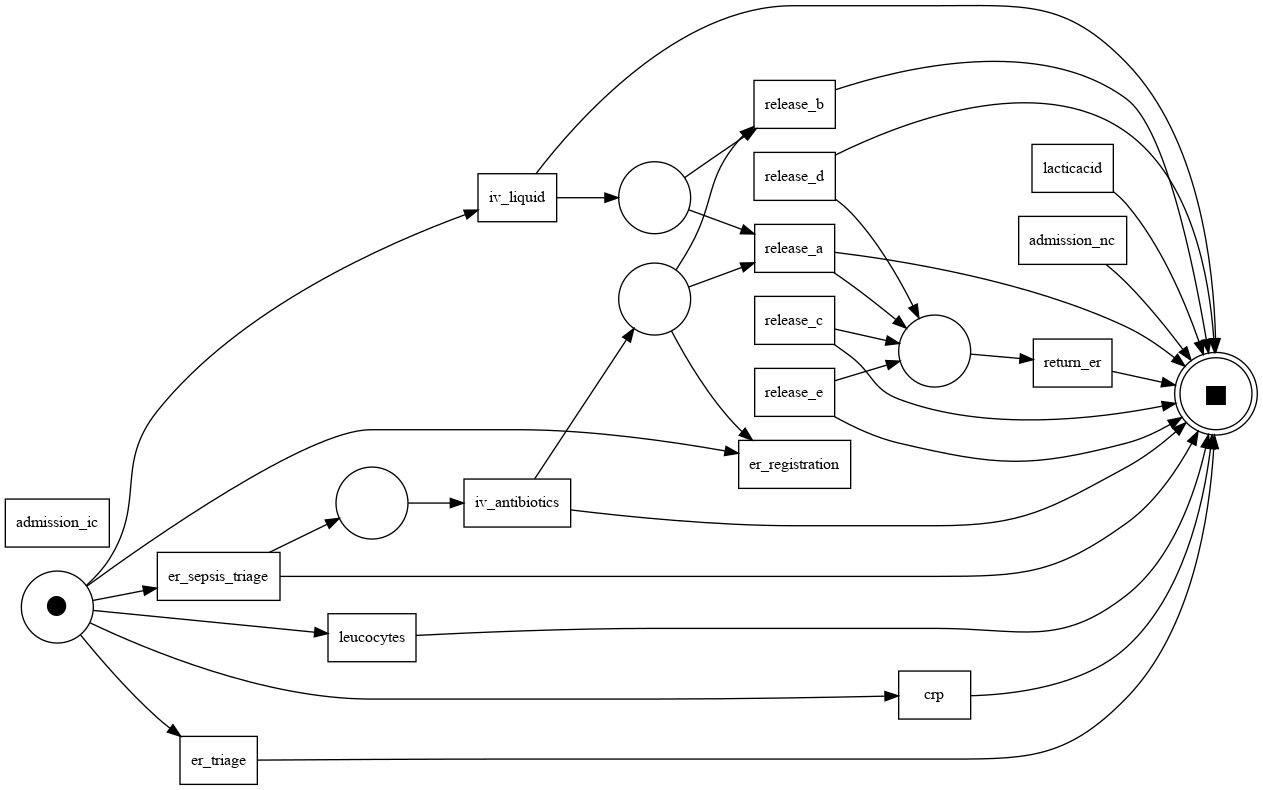 release_b
lacticacid
release_d
iv_liquid
admission_nc
release_a
release_c
return_er
release_e
er_registration
iv_antibiotics
admission_ic
er_sepsis_triage
leucocytes
crp
er_triage